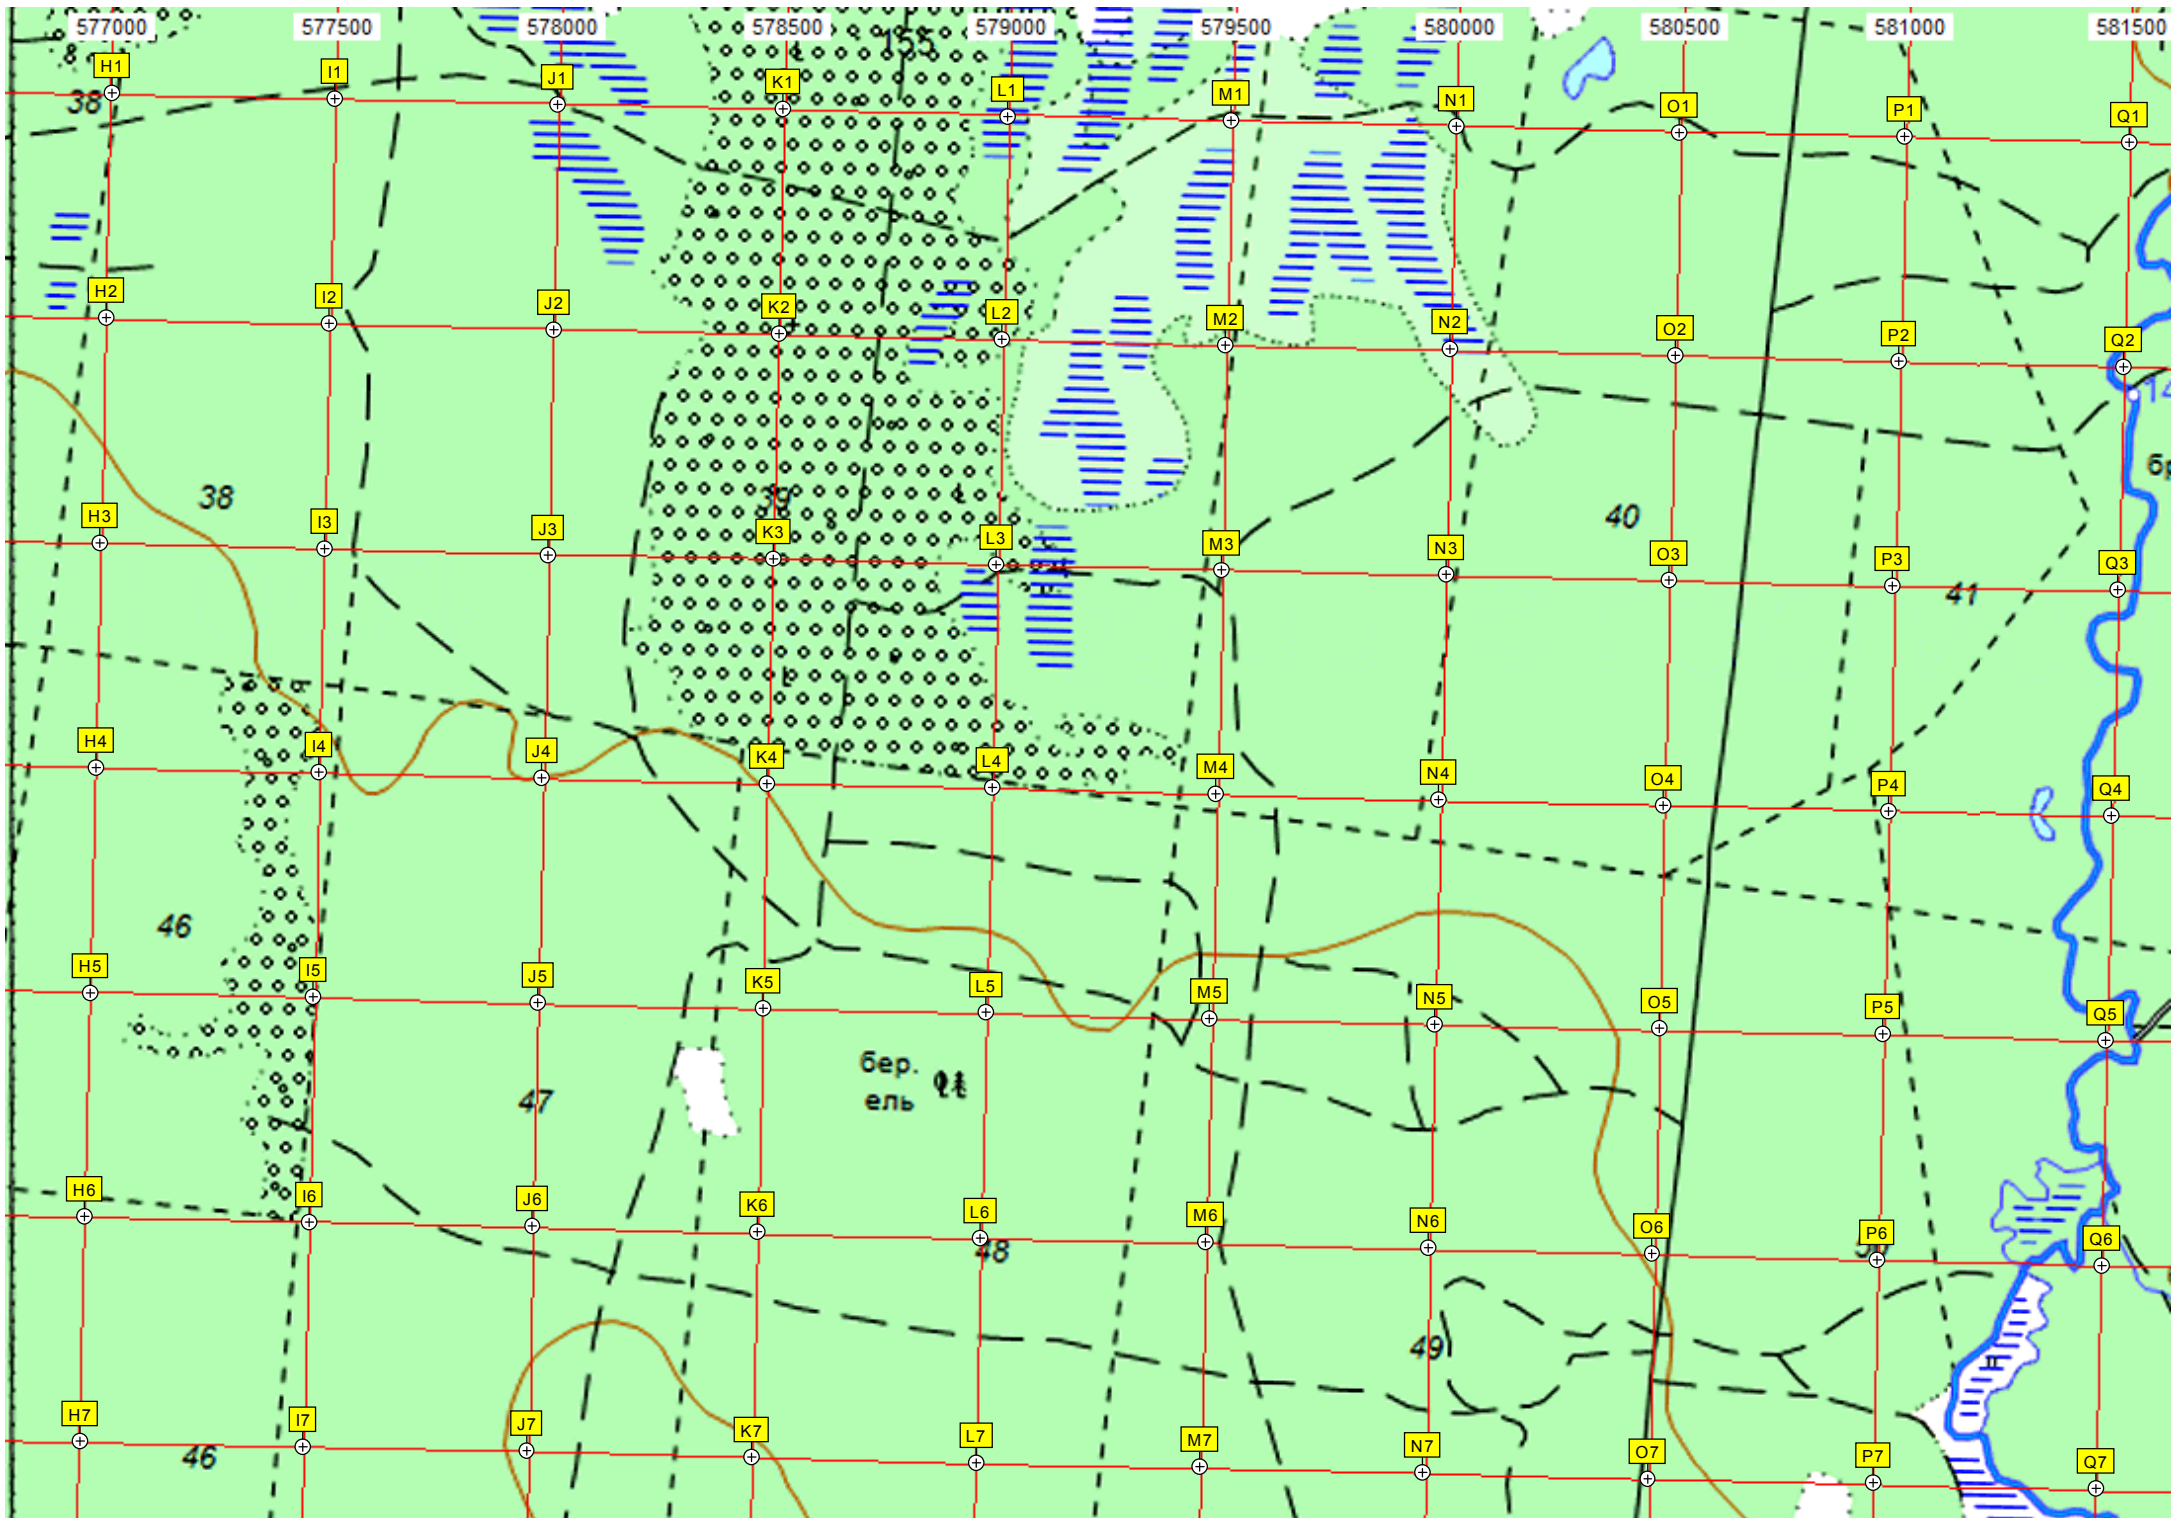 577000 577500 578000 578500 579000 579500 580000 580500 581000 581500
155
H1 I1 J1 K1 L1 M1 N1 O1 P1 Q1
38
H2 I2 J2 K2 L2 M2 N2 O2 P2 Q2
14
бр
38 39 40
H3 I3 J3 K3 L3 M3 N3 O3 P3 Q3
41
H4 I4 J4 K4 L4 M4 N4 O4 P4 Q4
46
H5 I5 J5 K5 L5 M5 N5 O5 P5 Q5
бер.
ель
47
H6 I6 J6 K6 L6 M6 N6 O6 P6 Q6
48
49
H7 I7 J7 K7 L7 M7 N7 O7 P7 Q7
46